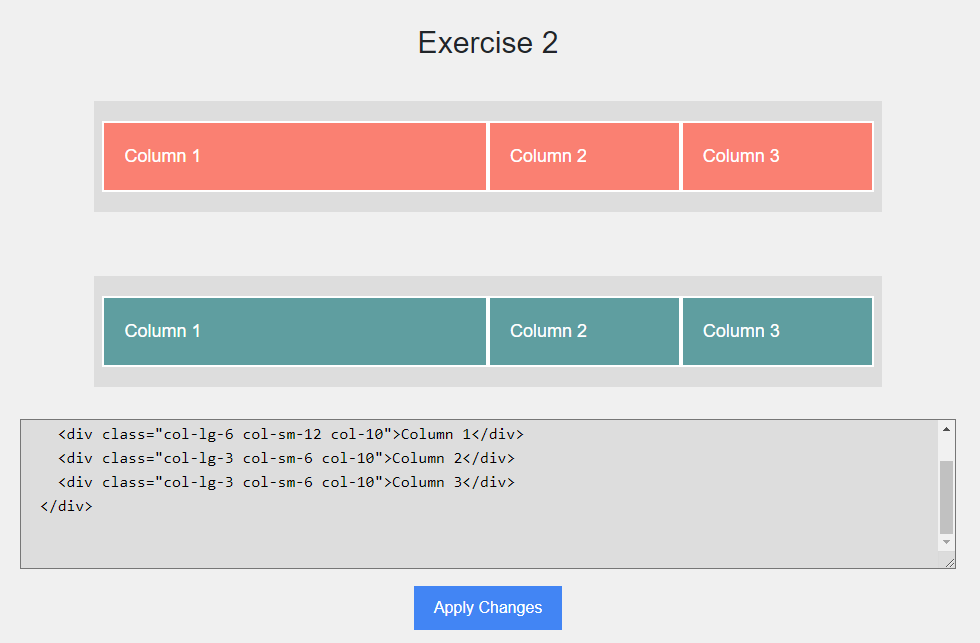 Exercise 2
Column 1 Column 2 Column 3
Column 1 Column 2 Column 3
<div class="col-lg-6 col-sm-12 col-10">Column 1</div>
<div class="col-lg-3 col-sm-6 col-10">Column 2</div>
<div class="col-lg-3 col-sm-6 col-10">Column 3</div>
</div>
Apply Changes